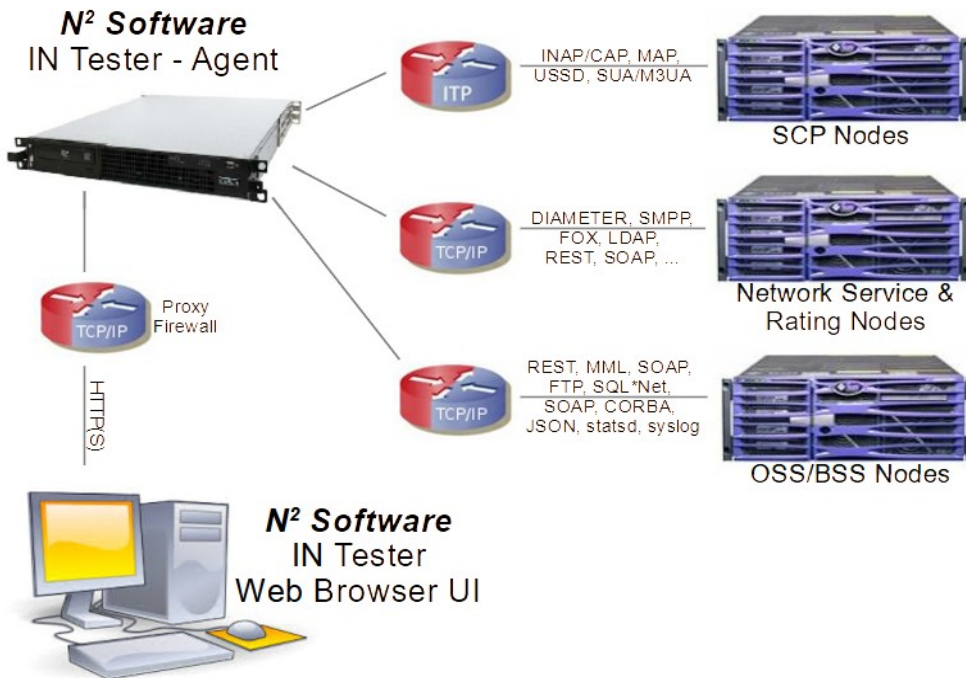 N² Software
IN Tester - Agent
ITP
INAP/CAP, MAP,
USSD, SUA/M3UA
SCP Nodes
TCP/IP
DIAMETER, SMPP,
FOX, LDAP,
REST, SOAP, ...
Network Service &
Rating Nodes
TCP/IP
Proxy
Firewall
TCP/IP
REST, MML, SOAP,
FTP, SQL*Net,
SOAP, CORBA,
JSON, statsd, syslog
OSS/BSS Nodes
HTTP(S)
N² Software
IN Tester
Web Browser UI